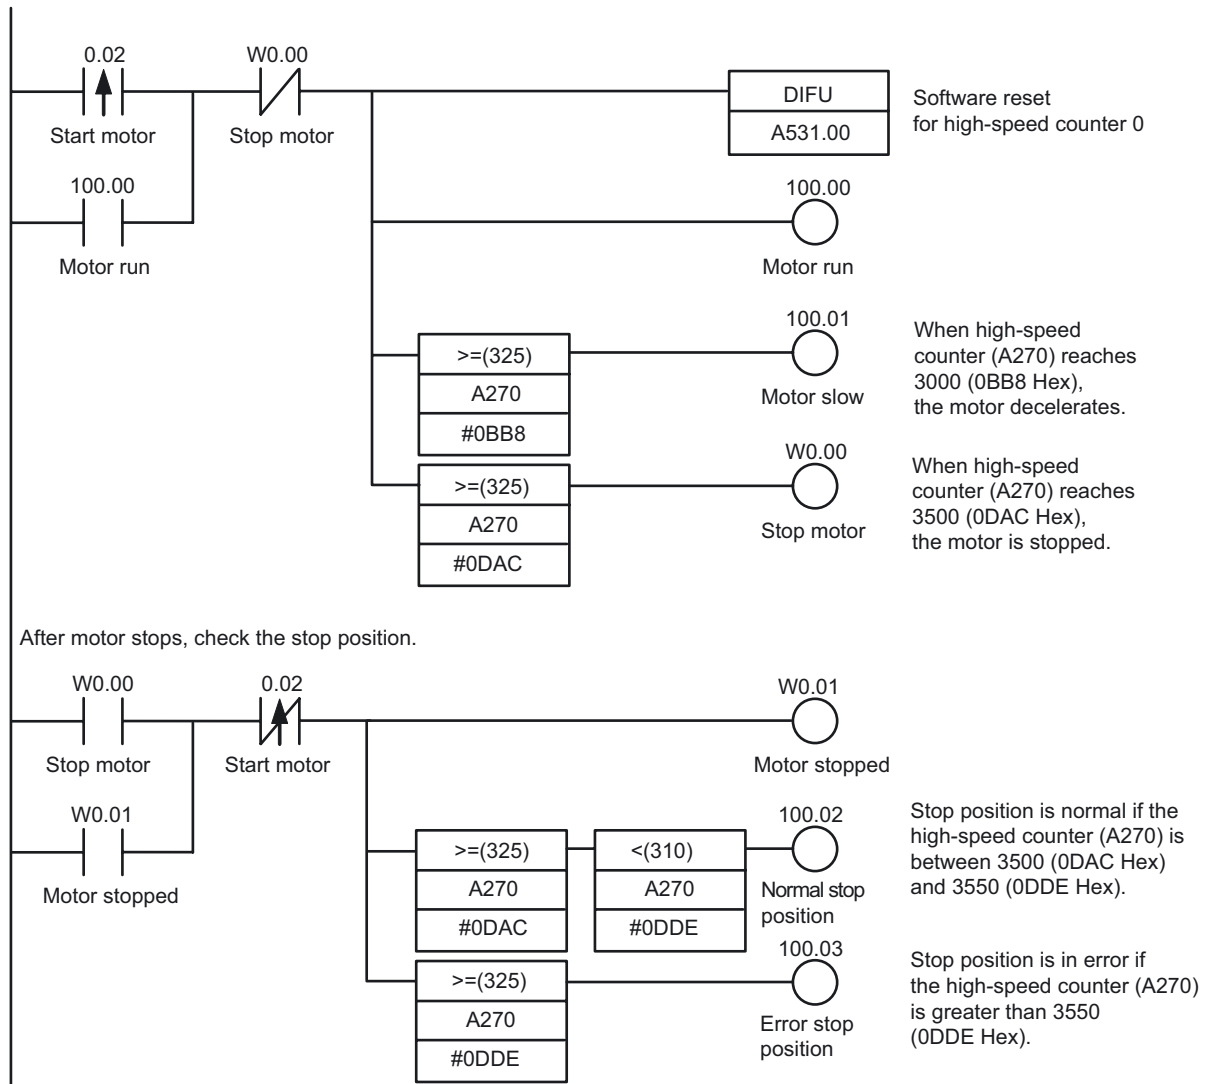 0.02
W0.00
Start motor
Stop motor
DIFU
A531.00
Software reset
for high-speed counter 0
100.00
Motor run
100.00
Motor run
>=(325)
A270
#0BB8
100.01
Motor slow
When high-speed
counter (A270) reaches
3000 (0BB8 Hex),
the motor decelerates.
>=(325)
A270
#0DAC
W0.00
Stop motor
When high-speed
counter (A270) reaches
3500 (0DAC Hex),
the motor is stopped.
After motor stops, check the stop position.
W0.00
0.02
W0.01
Stop motor
Start motor
Motor stopped
W0.01
Motor stopped
>=(325)
A270
#0DAC
<(310)
A270
#0DDE
100.02
Normal stop
position
Stop position is normal if the
high-speed counter (A270) is
between 3500 (0DAC Hex)
and 3550 (0DDE Hex).
>=(325)
A270
#0DDE
100.03
Error stop
position
Stop position is in error if
the high-speed counter (A270)
is greater than 3550
(0DDE Hex).